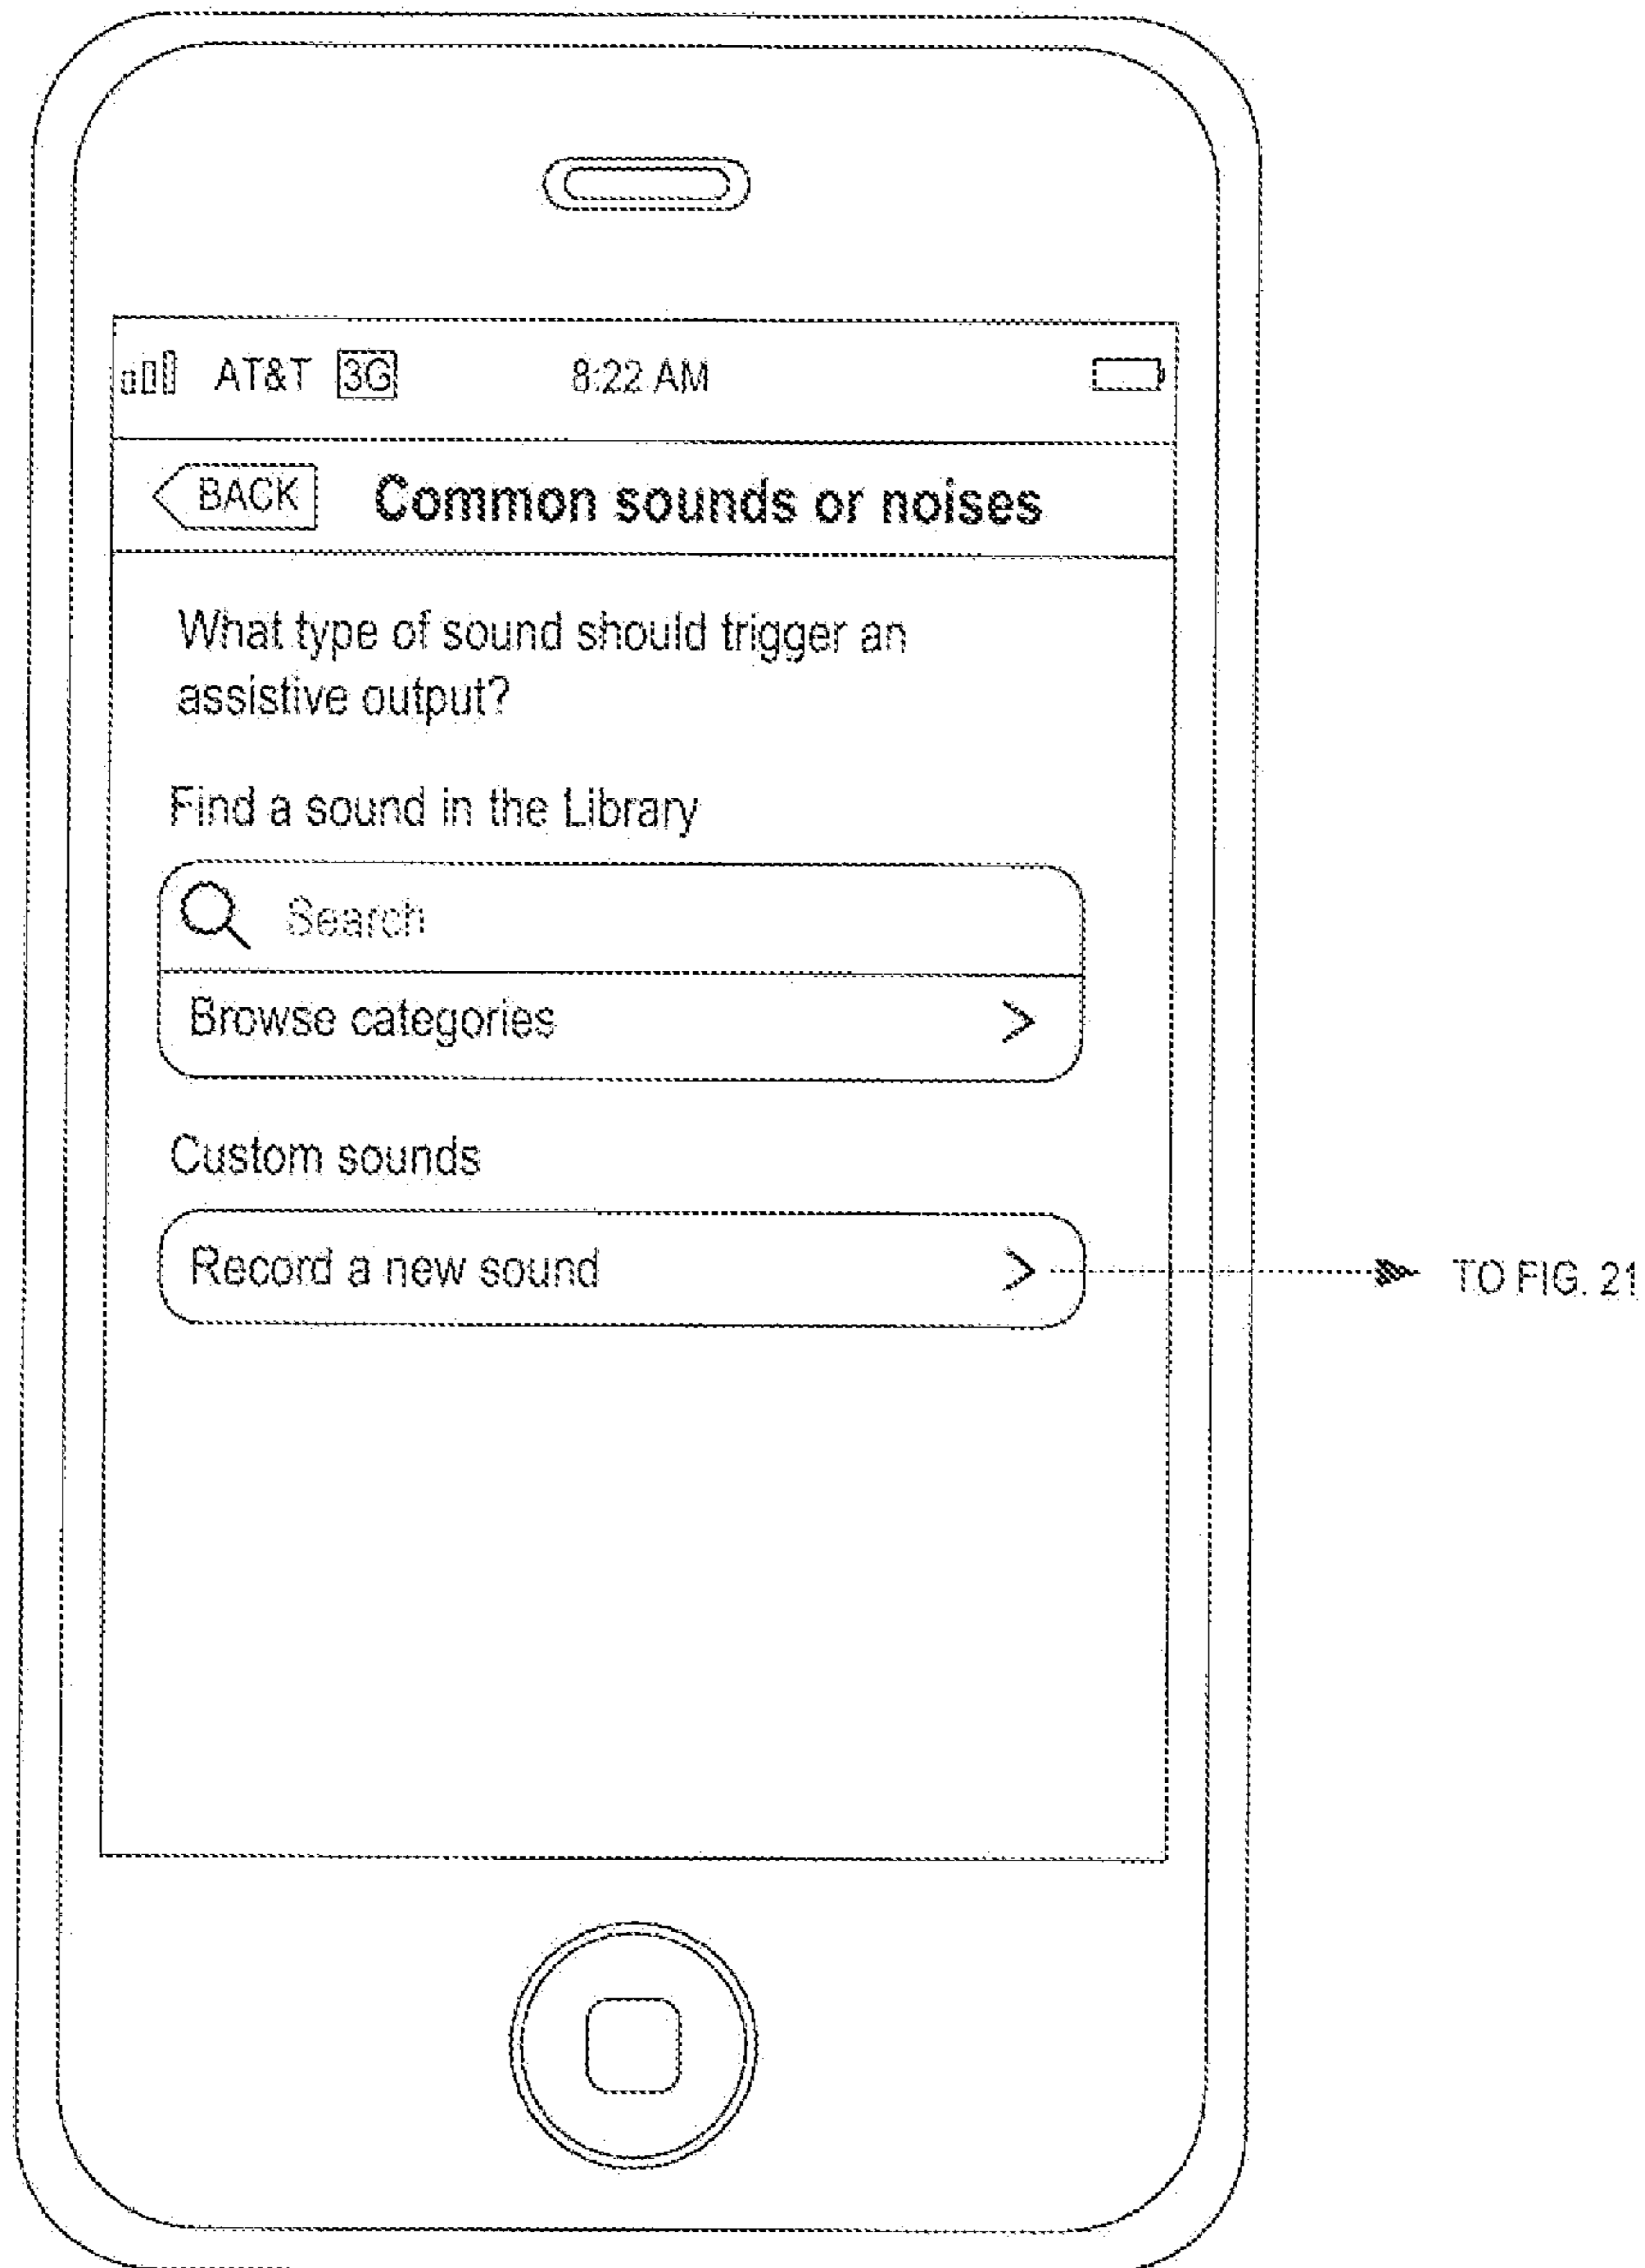 AT&T 3G 8:22 AM
BACK Common sounds or noises
What type of sound should trigger an
assistive output?
Find a sound in the Library
Search
Browse categories >
Custom sounds
Record a new sound > TO FIG. 21